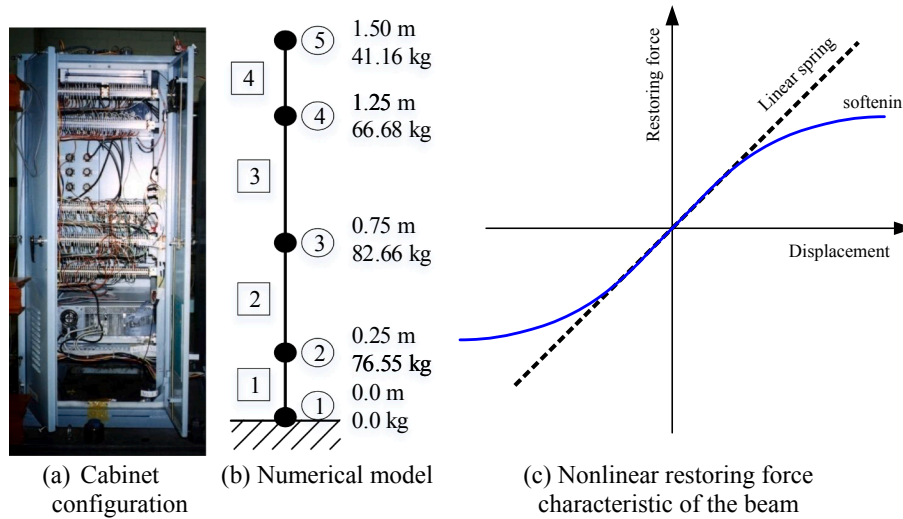 5
1.50 m
41.16 kg
4
4
1.25 m
66.68 kg
3
3
0.75 m
82.66 kg
2
2
0.25 m
76.55 kg
1
1
0.0 m
0.0 kg
Restoring force
Linear spring
softenin
Displacement
(a) Cabinet
configuration
(b) Numerical model
(c) Nonlinear restoring force
characteristic of the beam